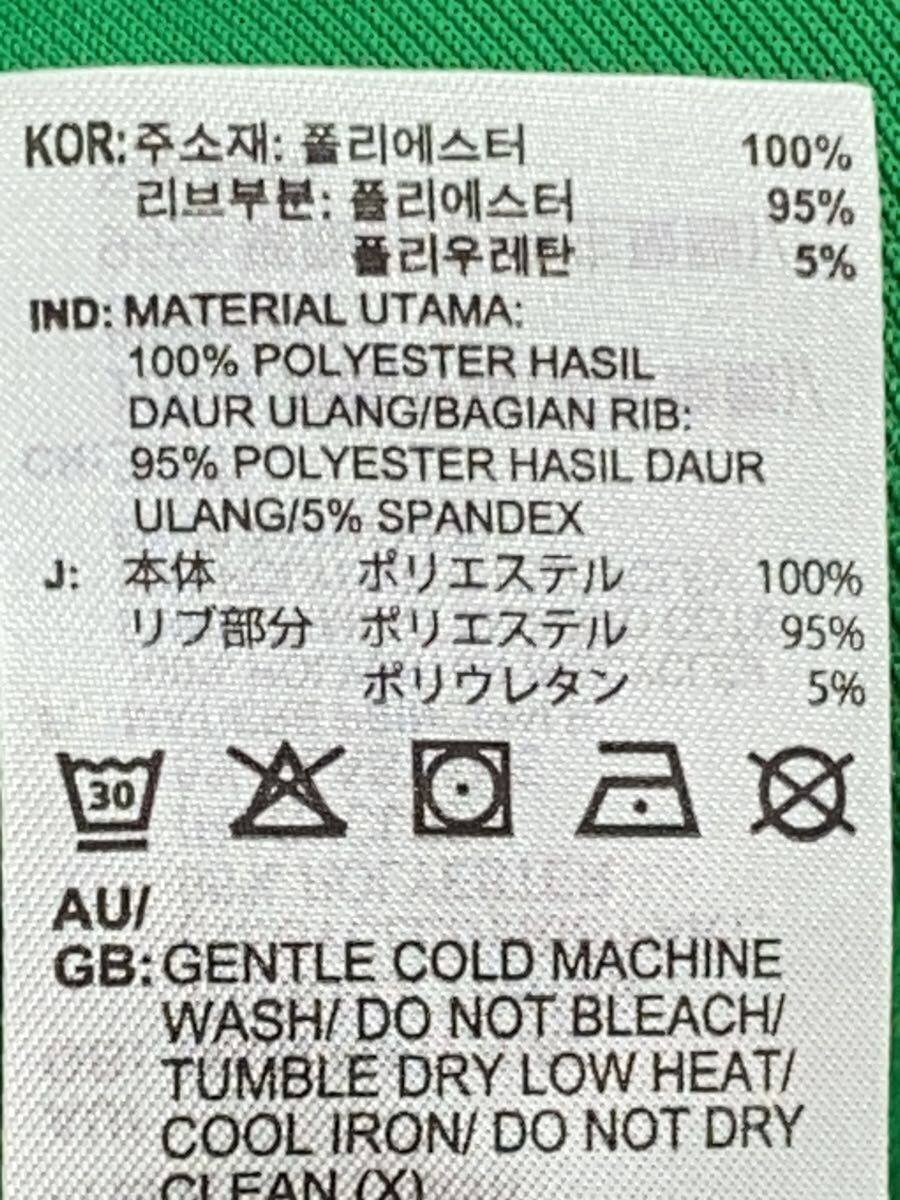 KOR: 주소재: 폴리에스터 100%
리브부분: 폴리에스터 95%
폴리우레탄 5%
IND: MATERIAL UTAMA:
100% POLYESTER HASIL
DAUR ULANG/BAGIAN RIB:
95% POLYESTER HASIL DAUR
ULANG/5% SPANDEX
J: 本体 ポリエステル 100%
リブ部分 ポリエステル 95%
ポリウレタン 5%
30
AU/
GB: GENTLE COLD MACHINE
WASH/ DO NOT BLEACH/
TUMBLE DRY LOW HEAT/
COOL IRON/ DO NOT DRY
CLEAN (X)